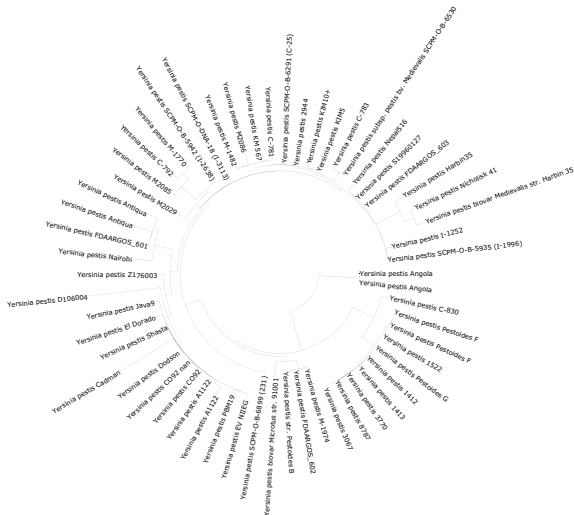 Yersinia pestis SCPM-O-B-6291 (C-25)
Yersinia pestis 2944
Yersinia pestis KIM10+
Yersinia pestis KIM5
Yersinia pestis C-783
Yersinia pestis subsp. pestis bv. Medievalis SCPM-O-B-6530
Yersinia pestis Nepal516
Yersinia pestis S19960127
Yersinia pestis FDAARGOS_603
Yersinia pestis Harbin35
Yersinia pestis Nicholisk 41
Yersinia pestis biovar Medievalis str. Harbin 35
Yersinia pestis I-1252
Yersinia pestis SCPM-O-B-5935 (I-1996)
Yersinia pestis Angola
Yersinia pestis Angola
Yersinia pestis C-830
Yersinia pestis Pestoides F
Yersinia pestis Pestoides F
Yersinia pestis Pestoides G
Yersinia pestis 1522
Yersinia pestis 1412
Yersinia pestis 1413
Yersinia pestis 3770
Yersinia pestis 8787
Yersinia pestis 3067
Yersinia pestis M-1974
Yersinia pestis FDAARGOS_602
Yersinia pestis str. Pestoides B
Yersinia pestis biovar Microtus str. 91001
Yersinia pestis SCPM-O-B-6899 (231)
Yersinia pestis EV NIIEG
Yersinia pestis PBM19
Yersinia pestis A1122
Yersinia pestis A1122
Yersinia pestis CO92
Yersinia pestis CO92 nan
Yersinia pestis Dodson
Yersinia pestis Cadman
Yersinia pestis Shasta
Yersinia pestis El Dorado
Yersinia pestis Java9
Yersinia pestis D106004
Yersinia pestis Z176003
Yersinia pestis Nairobi
Yersinia pestis FDAARGOS_601
Yersinia pestis Antiqua
Yersinia pestis Antiqua
Yersinia pestis M2029
Yersinia pestis M2085
Yersinia pestis C-792
Yersinia pestis M-1770
Yersinia pestis SCPM-O-B-5942 (I-2638)
Yersinia pestis SCPM-O-DNA-18 (I-3113)
Yersinia pestis M-1482
Yersinia pestis M2086
Yersinia pestis KM 567
Yersinia pestis C-781